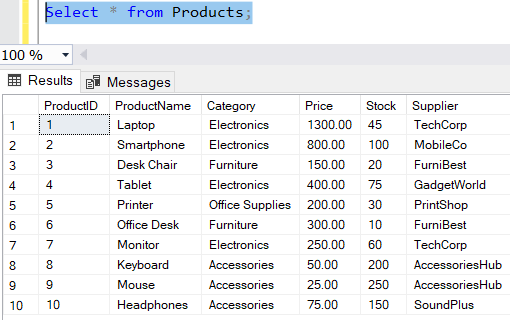 Select * from Products;
100 %
Results Messages
ProductID ProductName Category Price Stock Supplier
1 1 Laptop Electronics 1300.00 45 TechCorp
2 2 Smartphone Electronics 800.00 100 MobileCo
3 3 Desk Chair Furniture 150.00 20 FurniBest
4 4 Tablet Electronics 400.00 75 GadgetWorld
5 5 Printer Office Supplies 200.00 30 PrintShop
6 6 Office Desk Furniture 300.00 10 FurniBest
7 7 Monitor Electronics 250.00 60 TechCorp
8 8 Keyboard Accessories 50.00 200 AccessoriesHub
9 9 Mouse Accessories 25.00 250 AccessoriesHub
10 10 Headphones Accessories 75.00 150 SoundPlus